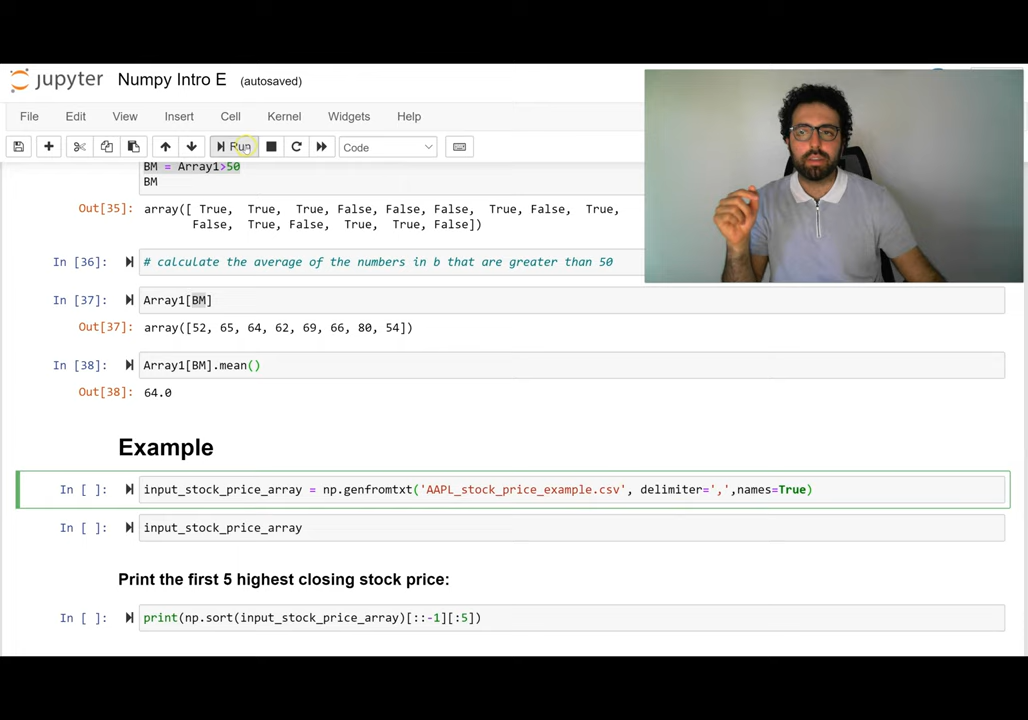 jupyter Numpy Intro E (autosaved)
File Edit View Insert Cell Kernel Widgets Help
Run Code
BM = Array1>50
BM
Out[35]: array([ True, True, True, False, False, False, True, False, True,
False, True, False, True, True, False])
In [36]: # calculate the average of the numbers in b that are greater than 50
In [37]: Array1[BM]
Out[37]: array([52, 65, 64, 62, 69, 66, 80, 54])
In [38]: Array1[BM].mean()
Out[38]: 64.0
Example
In [ ]: input_stock_price_array = np.genfromtxt('AAPL_stock_price_example.csv', delimiter=',',names=True)
In [ ]: input_stock_price_array
Print the first 5 highest closing stock price:
In [ ]: print(np.sort(input_stock_price_array)[::-1][:5])